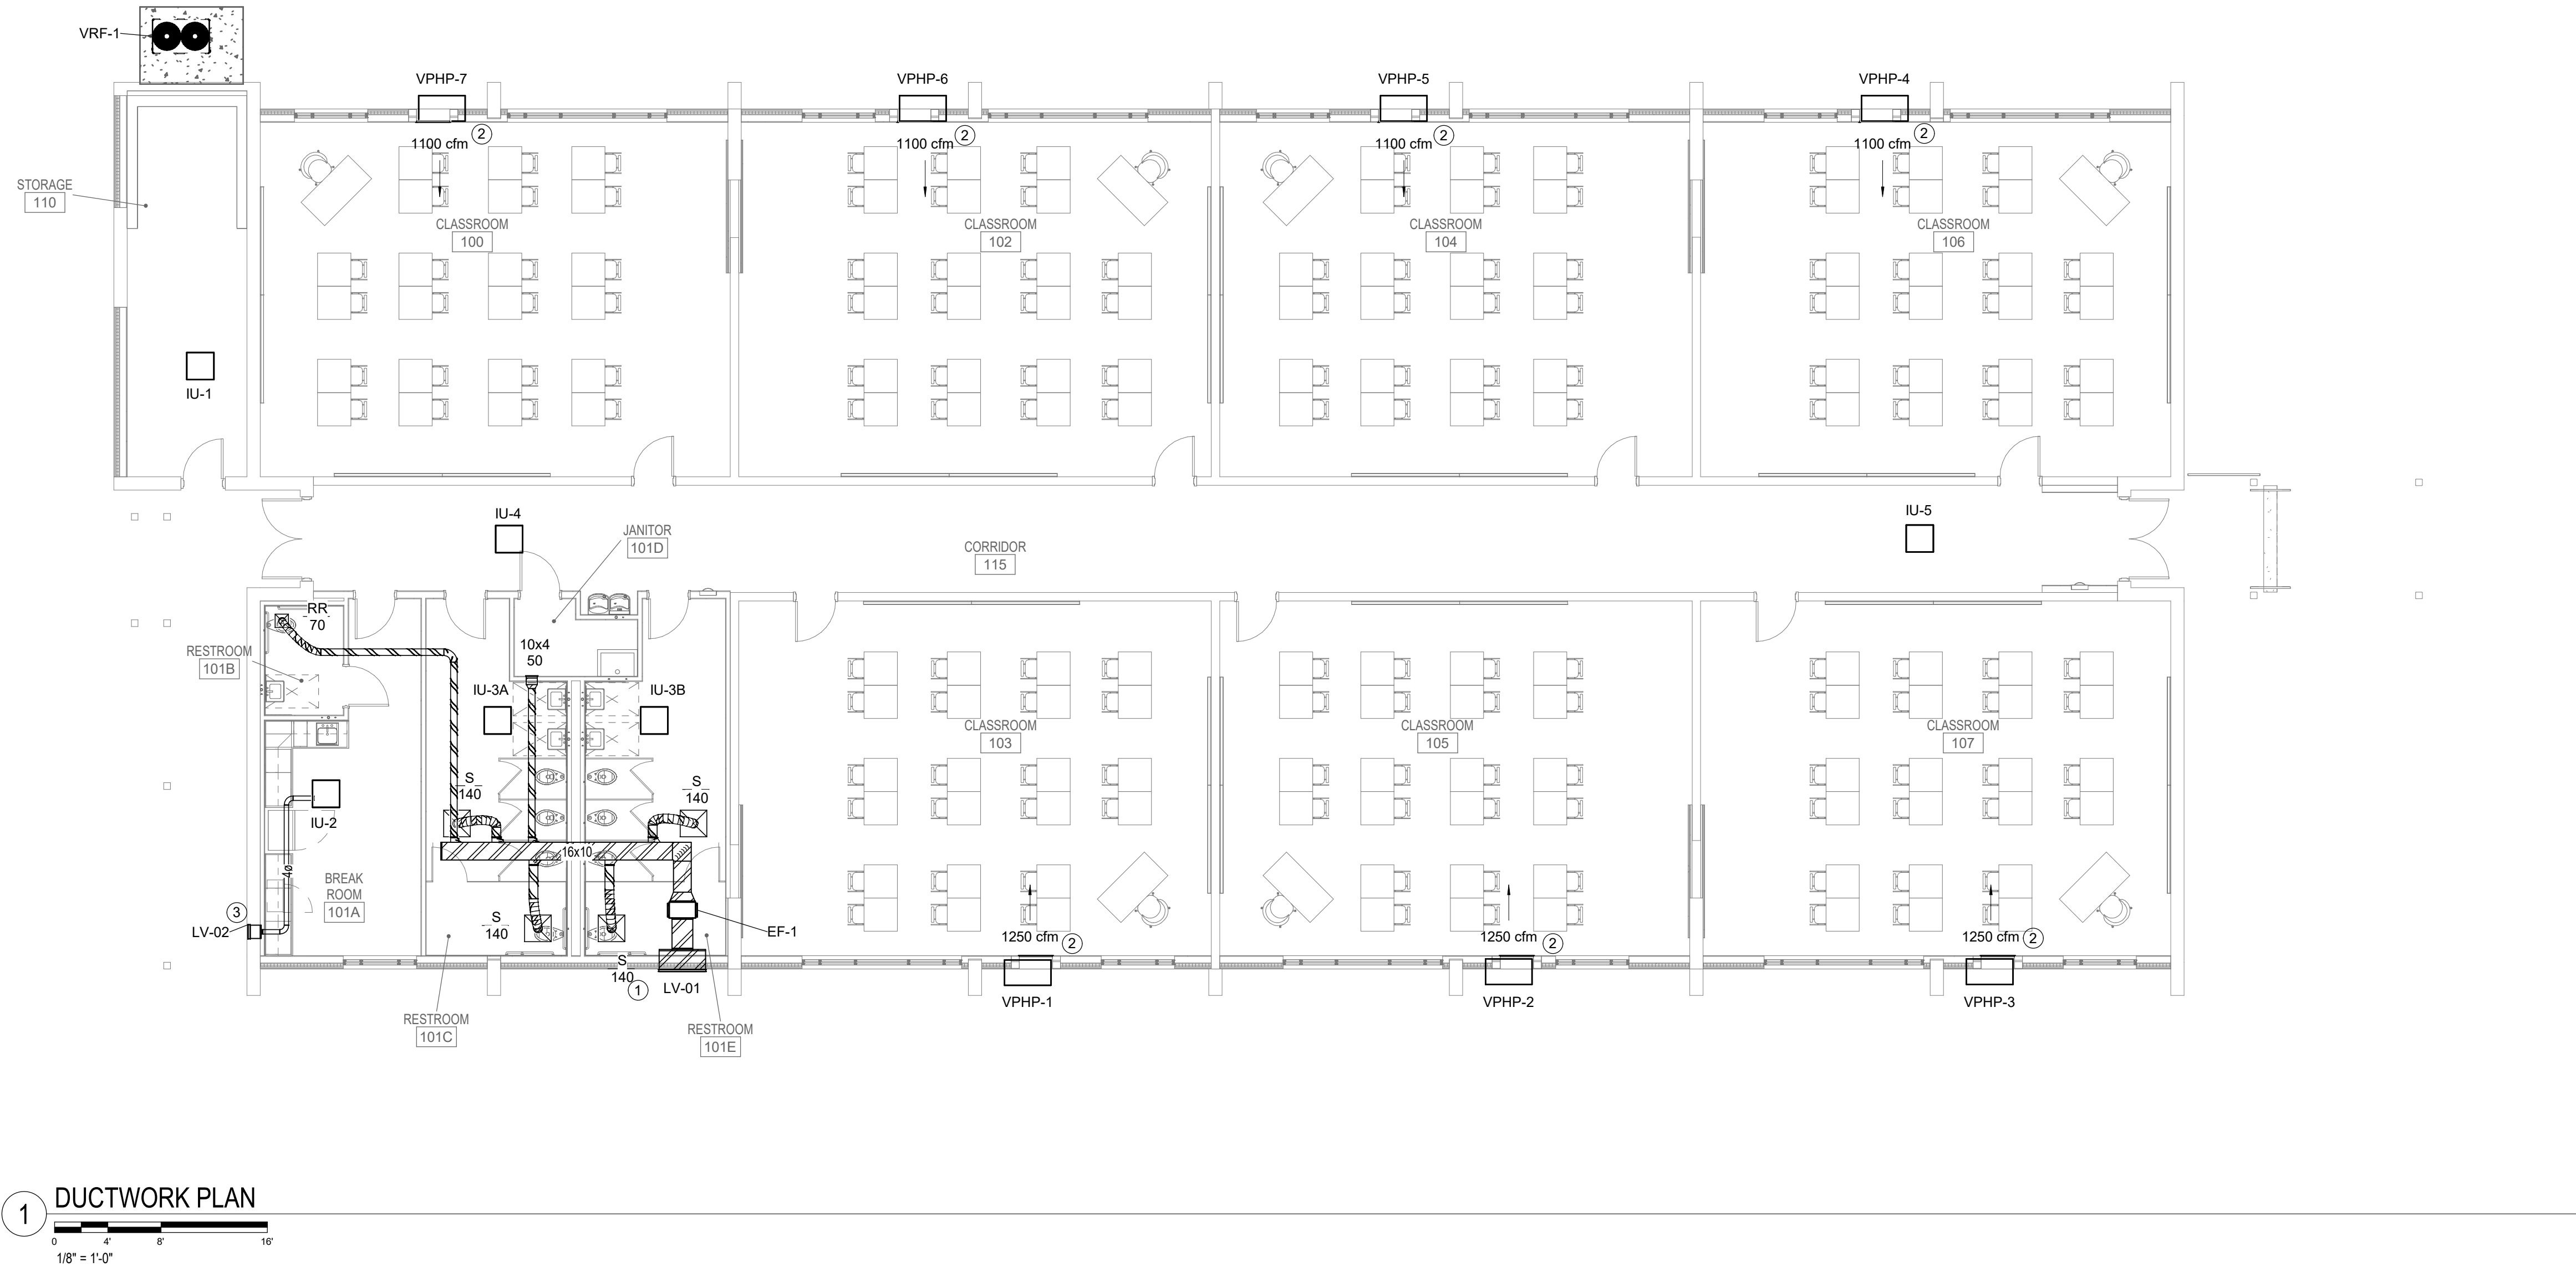 VRF-1
VPHP-7
VPHP-6
VPHP-5
VPHP-4
2
2
2
2
1100 cfm
1100 cfm
1100 cfm
1100 cfm
STORAGE
110
CLASSROOM
100
CLASSROOM
102
CLASSROOM
104
CLASSROOM
106
IU-1
IU-4
IU-5
JANITOR
101D
CORRIDOR
115
RR
70
RESTROOM
101B
10x4
50
IU-3A
IU-3B
CLASSROOM
103
CLASSROOM
105
CLASSROOM
107
S
140
S
140
IU-2
16x10
4ø
BREAK
ROOM
101A
3
LV-02
S
140
EF-1
1250 cfm
2
1250 cfm
2
1250 cfm
2
S
140
1
LV-01
VPHP-1
VPHP-2
VPHP-3
RESTROOM
101C
RESTROOM
101E
1
DUCTWORK PLAN
0 4' 8' 16'
1/8" = 1'-0"